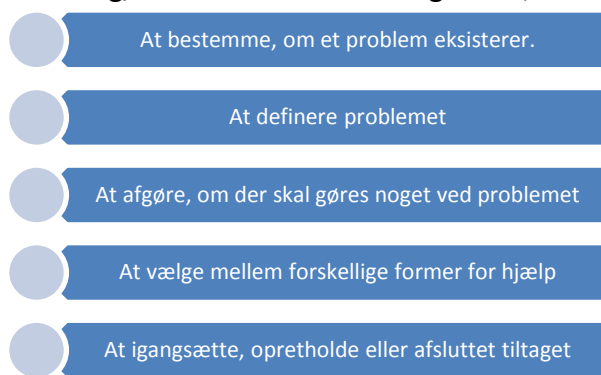 At bestemme, om et problem eksisterer.
At definere problemet
At afgøre, om der skal gøres noget ved problemet
At vælge mellem forskellige former for hjælp
At igangsætte, opretholde eller afsluttet tiltaget